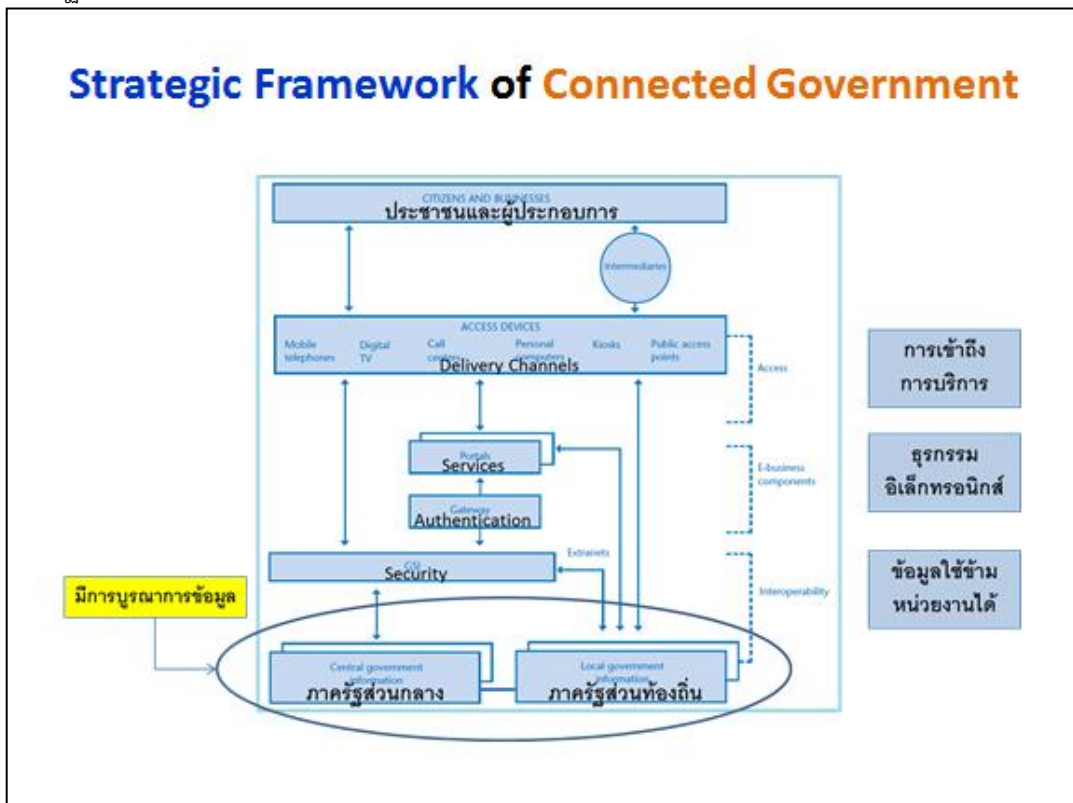 Strategic Framework of Connected Government
CITIZENS AND BUSINESSES
ประชาชนและผู้ประกอบการ
Intermediaries
ACCESS DEVICES
Mobile telephones
Digital TV
Call
Personal computers
Kiosks
Public access points
Delivery Channels
Access
การเข้าถึง
การบริการ
Portals
Services
E-business components
ธุรกรรม
อิเล็กทรอนิกส์
Gateway
Authentication
Extranets
GSI
Security
Interoperability
ข้อมูลใช้ข้าม
หน่วยงานได้
มีการบูรณาการข้อมูล
Central government information
ภาครัฐส่วนกลาง
Local government information
ภาครัฐส่วนท้องถิ่น